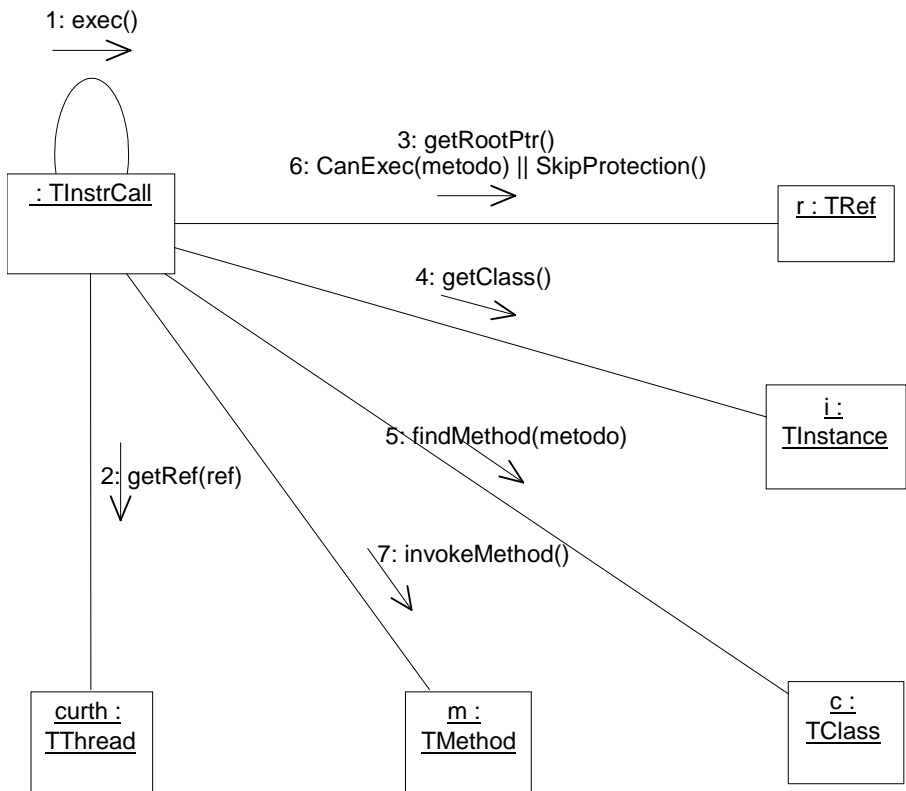 1: exec()
3: getRootPtr()
6: CanExec(metodo) || SkipProtection()
: TInstrCall
r : TRef
4: getClass()
i :
TInstance
5: findMethod(metodo)
2: getRef(ref)
7: invokeMethod()
curth :
TThread
m :
TMethod
c :
TClass